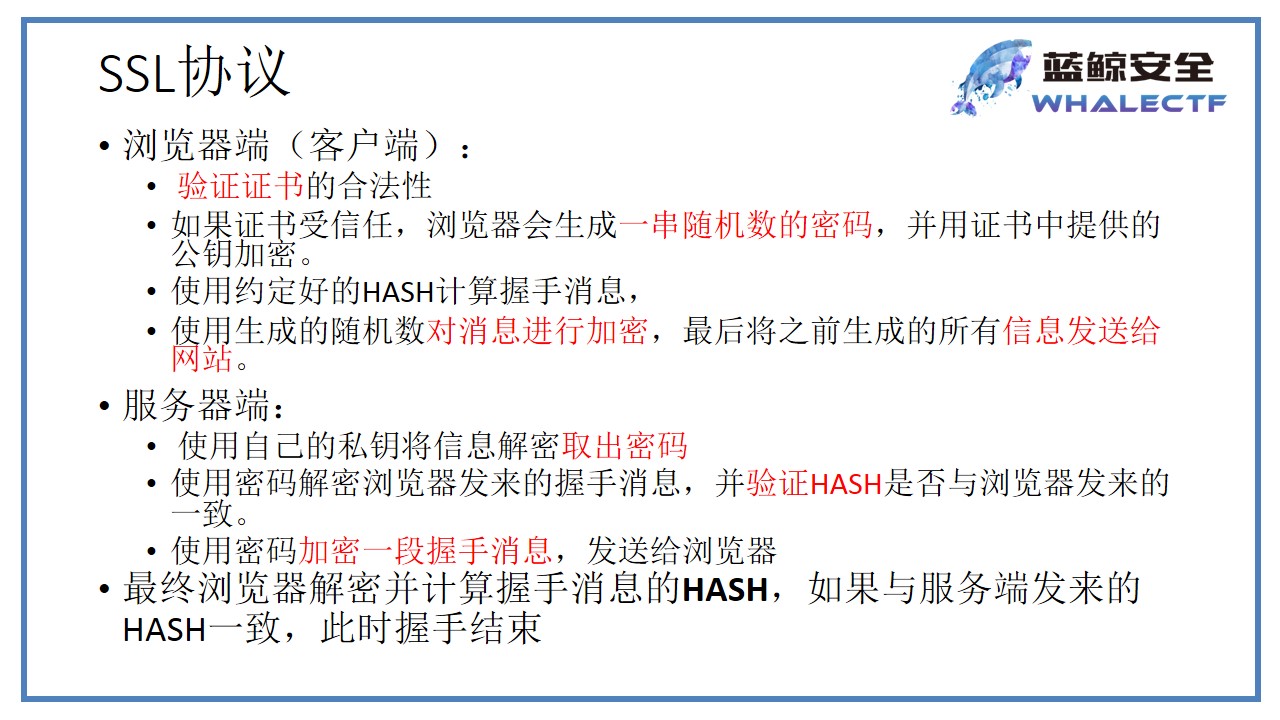 SSL协议
蓝鲸安全
WHALECTF
• 浏览器端（客户端）：
• 验证证书的合法性
• 如果证书受信任，浏览器会生成一串随机数的密码，并用证书中提供的
公钥加密。
• 使用约定好的HASH计算握手消息，
• 使用生成的随机数对消息进行加密，最后将之前生成的所有信息发送给
网站。
• 服务器端：
• 使用自己的私钥将信息解密取出密码
• 使用密码解密浏览器发来的握手消息，并验证HASH是否与浏览器发来的
一致。
• 使用密码加密一段握手消息，发送给浏览器
• 最终浏览器解密并计算握手消息的HASH，如果与服务端发来的
HASH一致，此时握手结束